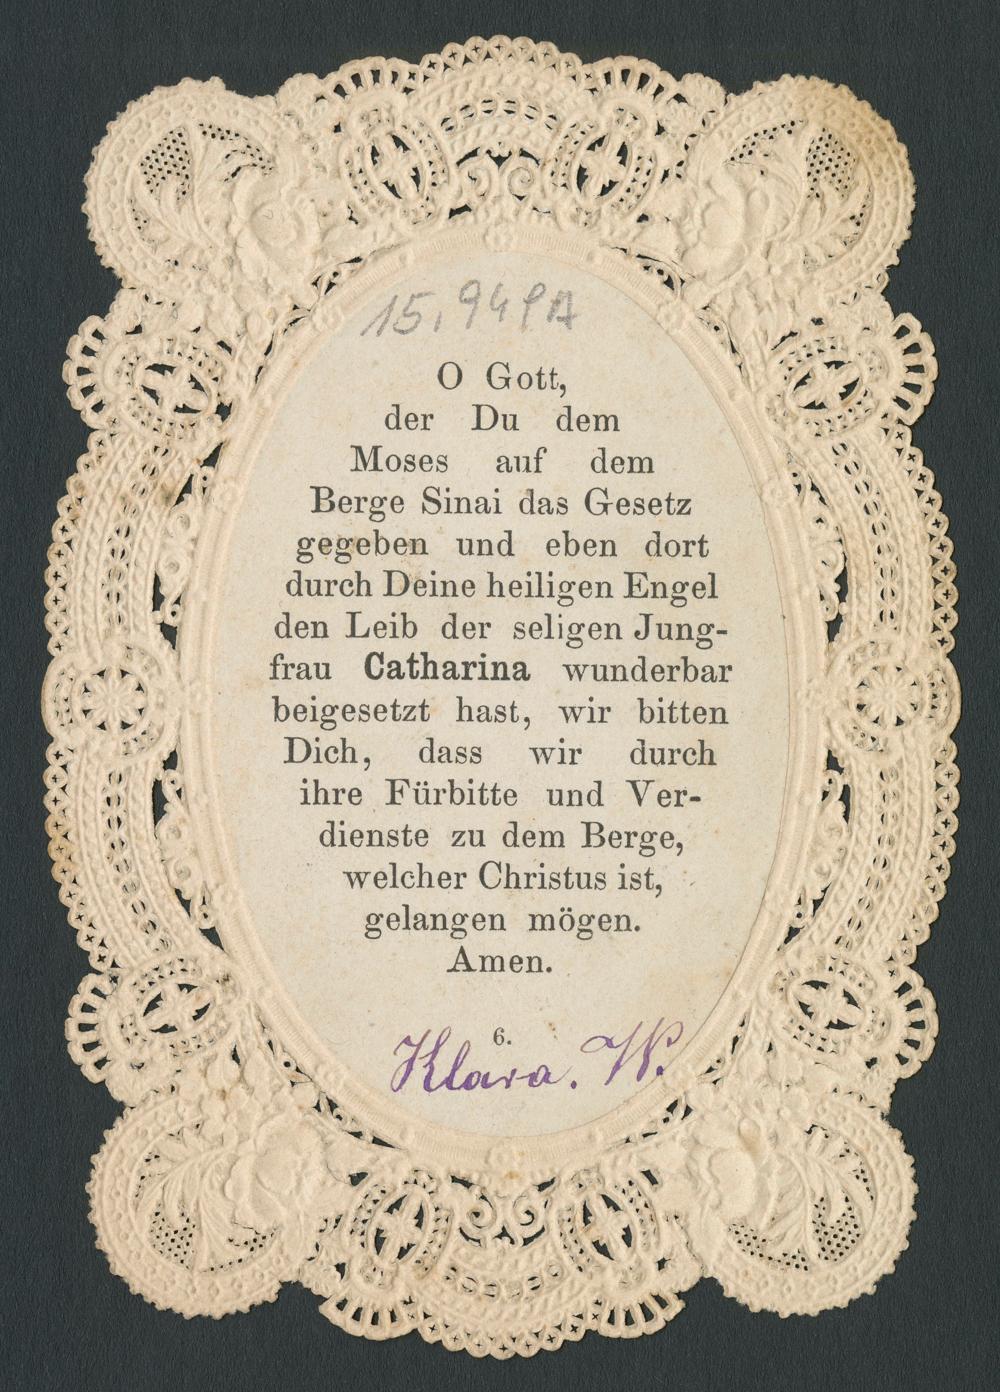 15.949A
O Gott,
der Du dem
Moses auf dem
Berge Sinai das Gesetz
gegeben und eben dort
durch Deine heiligen Engel
den Leib der seligen Jung-
frau Catharina wunderbar
beigesetzt hast, wir bitten
Dich, dass wir durch
ihre Fürbitte und Ver-
dienste zu dem Berge,
welcher Christus ist,
gelangen mögen.
Amen.
6.
Klara. W.